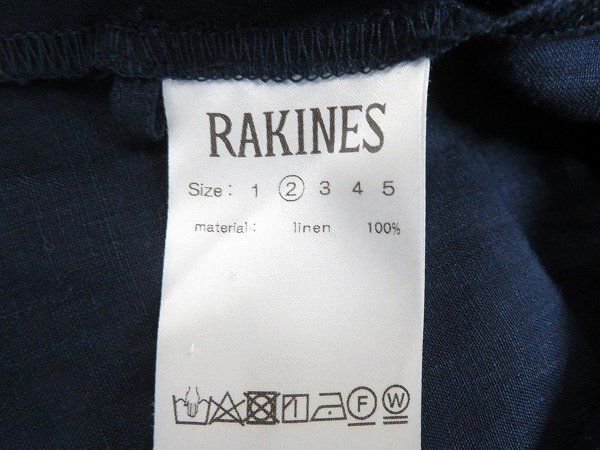 RAKINES
Size: 1 2 3 4 5
material: linen 100%
F W